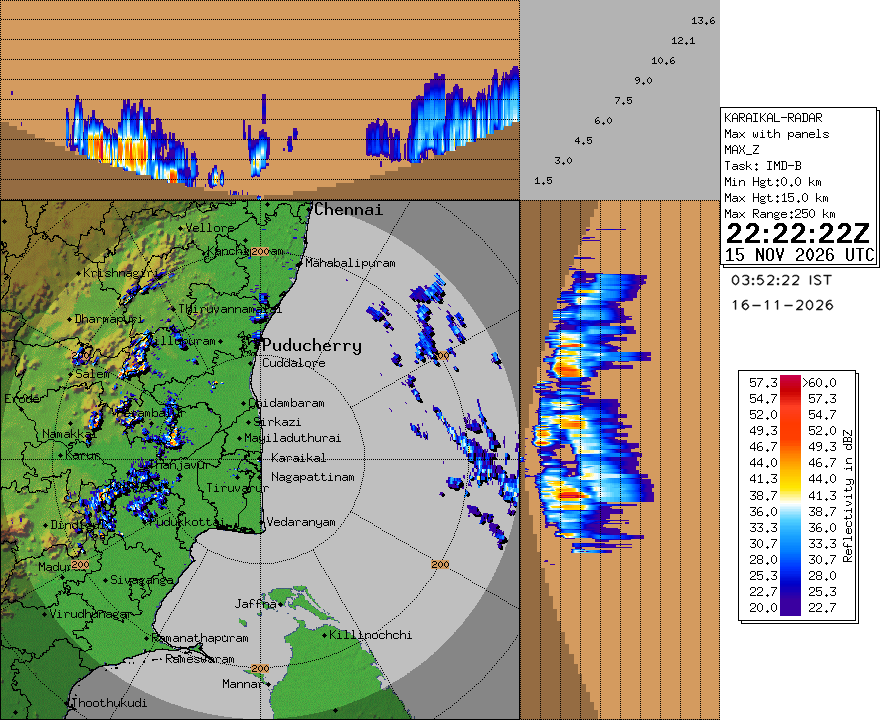 13.6
12.1
10.6
9.0
7.5
6.0
4.5
3.0
1.5
KARAIKAL-RADAR
Max with panels
MAX_Z
Task: IMD-B
Min Hgt:0.0 km
Max Hgt:15.0 km
Max Range:250 km
22:22:22Z
15 NOV 2026 UTC
03:52:22 IST
16-11-2026
Chennai
Vellore
200
Mahabalipuram
Krishnagiri
Thiruvannamalai
Dharmapuri
Puducherry
Cuddalore
Salem
Chidambaram
Sirkazi
Namakkal
Mayiladuthurai
Karur
Karaikal
Thanjavur
Nagapattinam
Tiruvarur
Pudukkottai
Vedaranyam
200
200
Sivaganga
Jaffna
Virudhunagar
Ramanathapuram
Killinochchi
Rameswaram
200
Mannar
Thoothukudi
57.3 >60.0
54.7 57.3
52.0 54.7
49.3 52.0
46.7 49.3
44.0 46.7
41.3 44.0
38.7 41.3
36.0 38.7
33.3 36.0
30.7 33.3
28.0 30.7
25.3 28.0
22.7 25.3
20.0 22.7
Reflectivity in dBZ